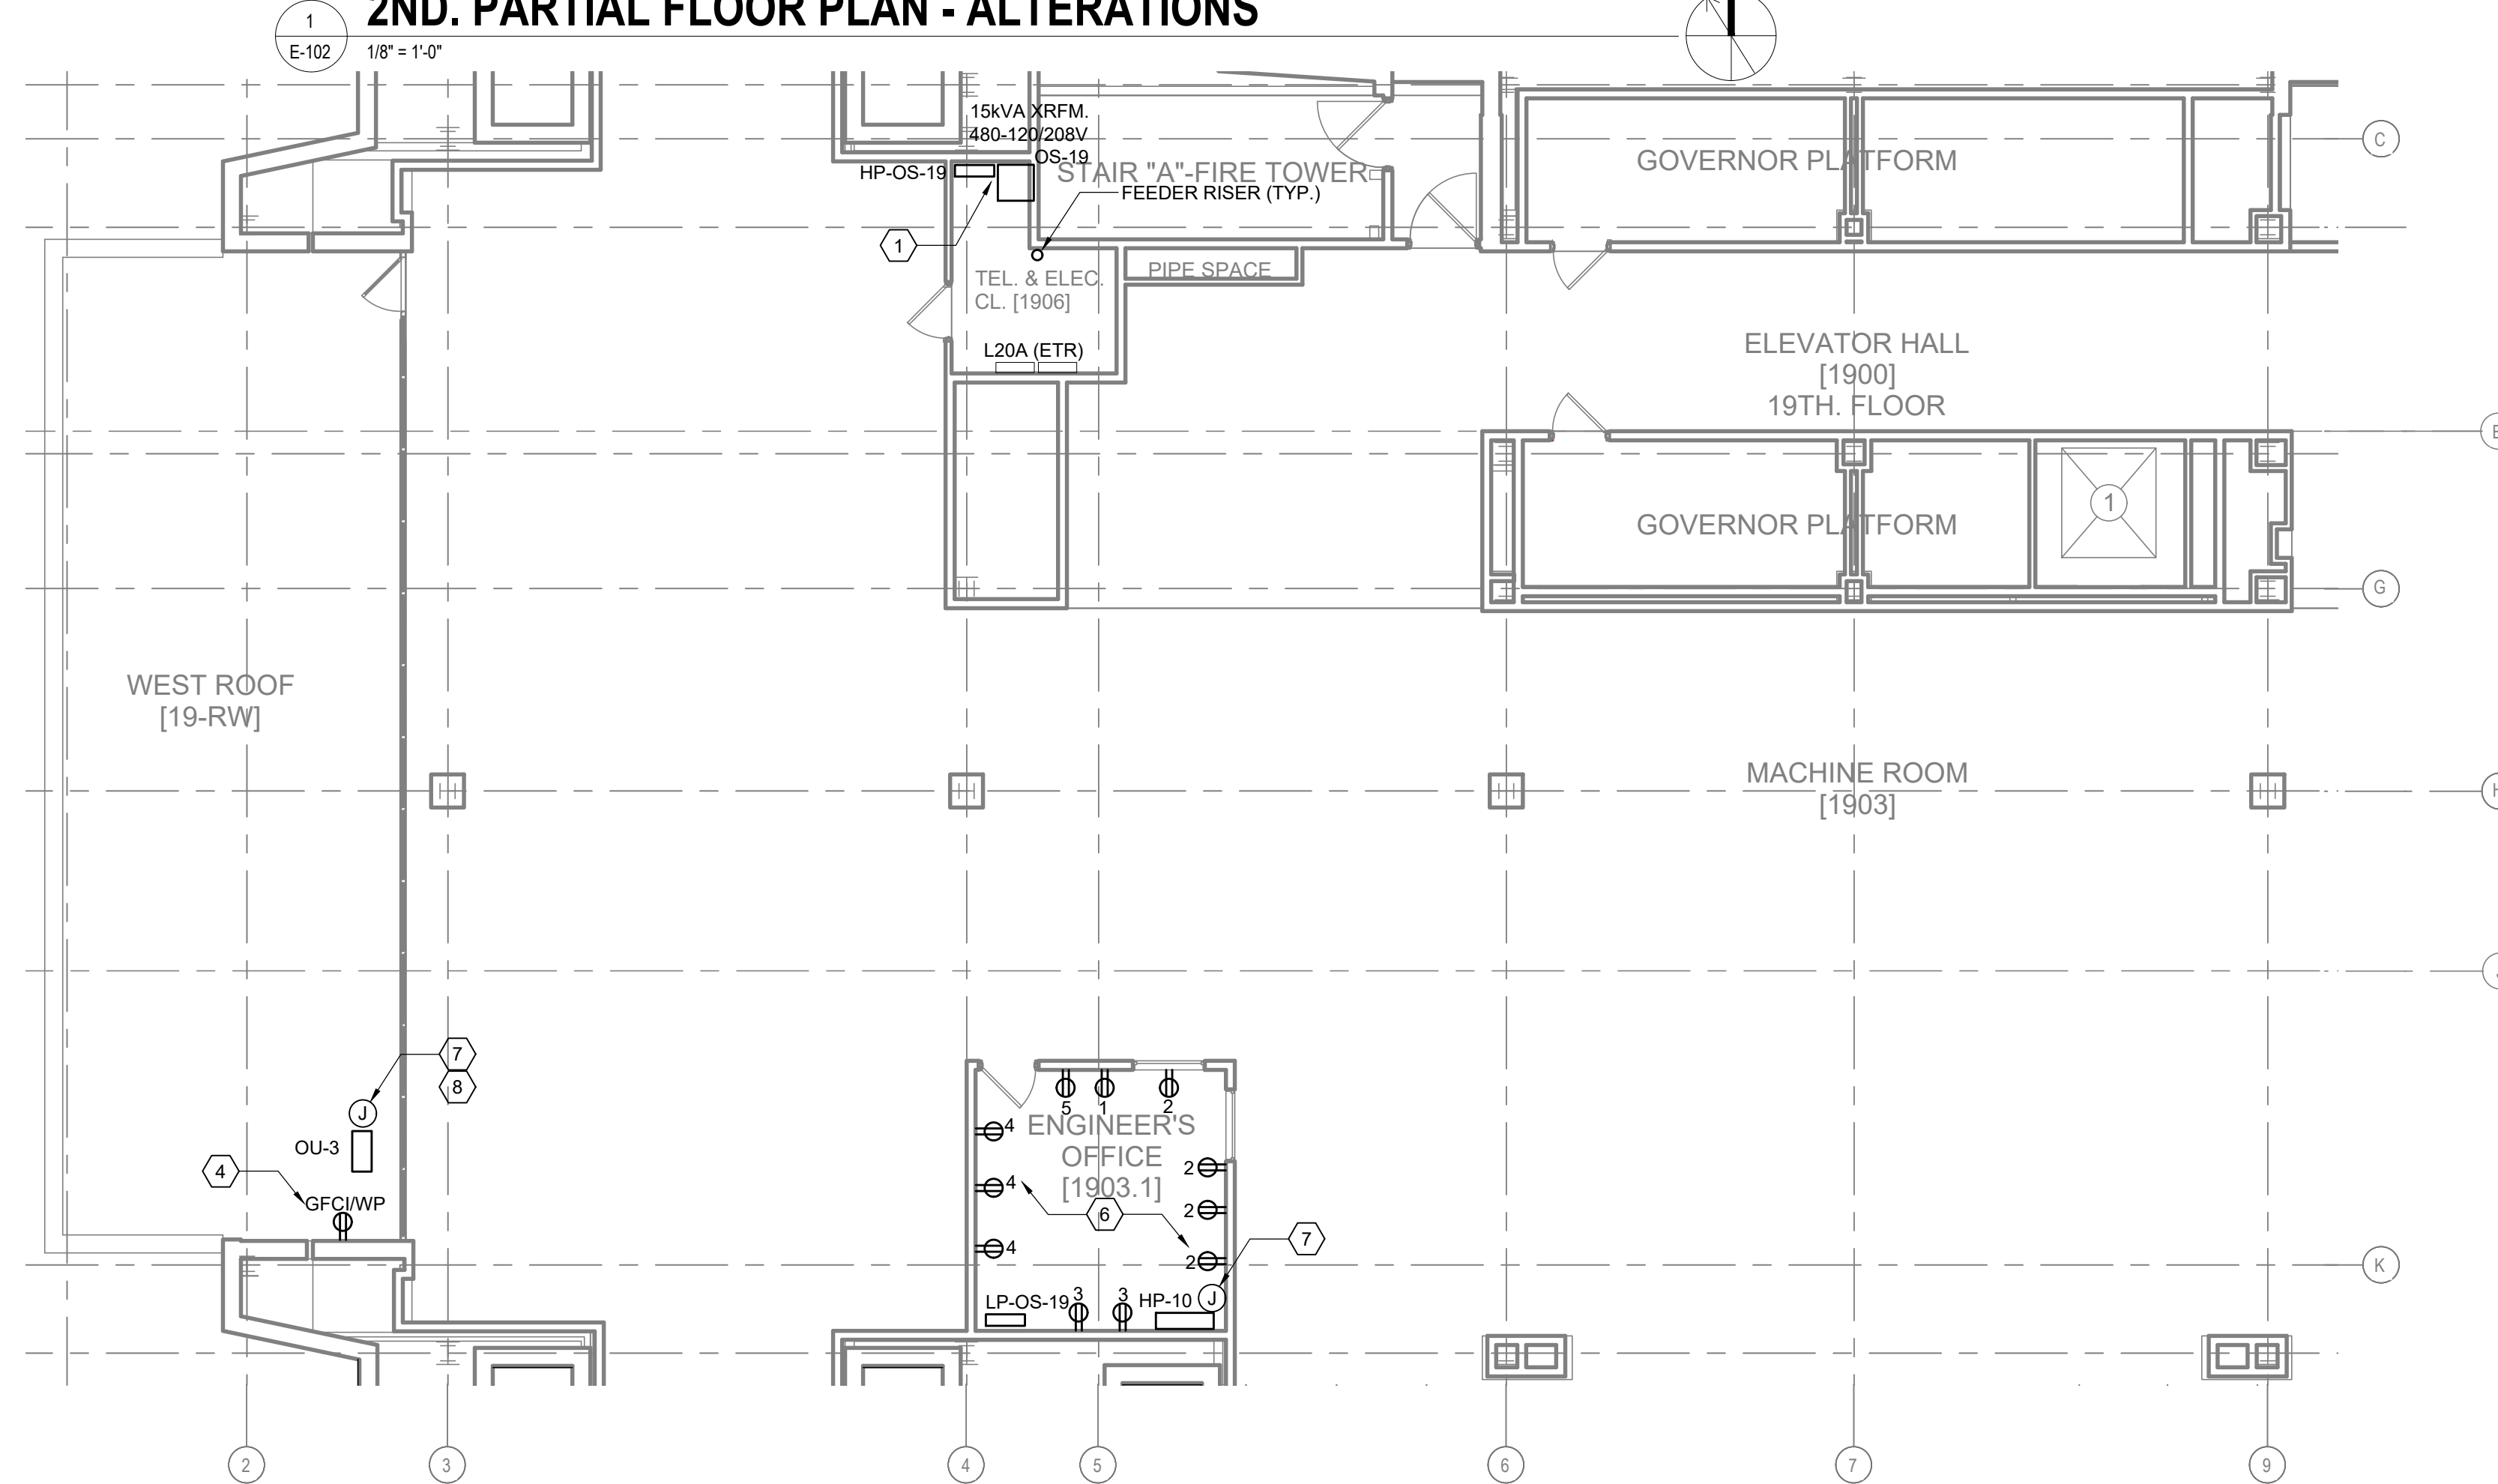 2ND. PARTIAL FLOOR PLAN - ALTERATIONS
1
E-102
1/8" = 1'-0"
15kVA XRFM.
480-120/208V
OS-19
HP-OS-19
STAIR "A"-FIRE TOWER
FEEDER RISER (TYP.)
1
GOVERNOR PLATFORM
C
PIPE SPACE
TEL. & ELEC.
CL. [1906]
L20A (ETR)
ELEVATOR HALL
[1900]
19TH. FLOOR
GOVERNOR PLATFORM
1
G
WEST ROOF
[19-RW]
MACHINE ROOM
[1903]
7
8
J
OU-3
4
GFCI/WP
5
1
2
ENGINEER'S
OFFICE
[1903.1]
4
4
4
2
2
2
6
7
K
LP-OS-19
3
3
HP-10
J
2
3
4
5
6
7
9